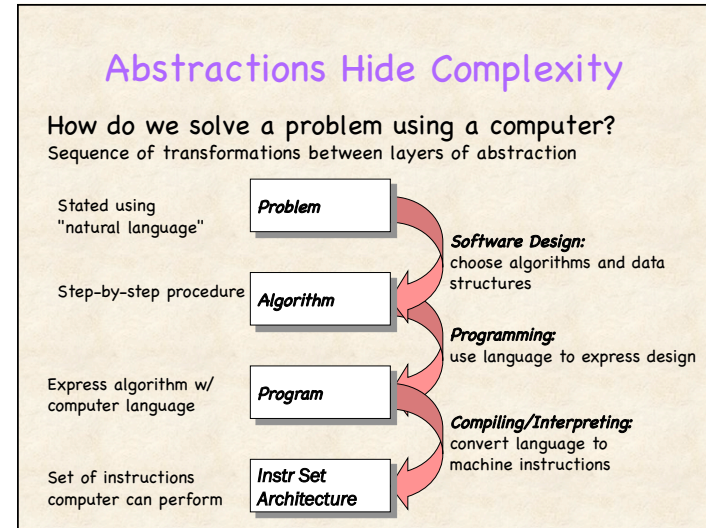 Abstractions Hide Complexity
How do we solve a problem using a computer?
Sequence of transformations between layers of abstraction
Stated using
"natural language"
Problem
Software Design:
choose algorithms and data
structures
Step-by-step procedure
Algorithm
Programming:
use language to express design
Express algorithm w/
computer language
Program
Compiling/Interpreting:
convert language to
machine instructions
Set of instructions
computer can perform
Instr Set
Architecture